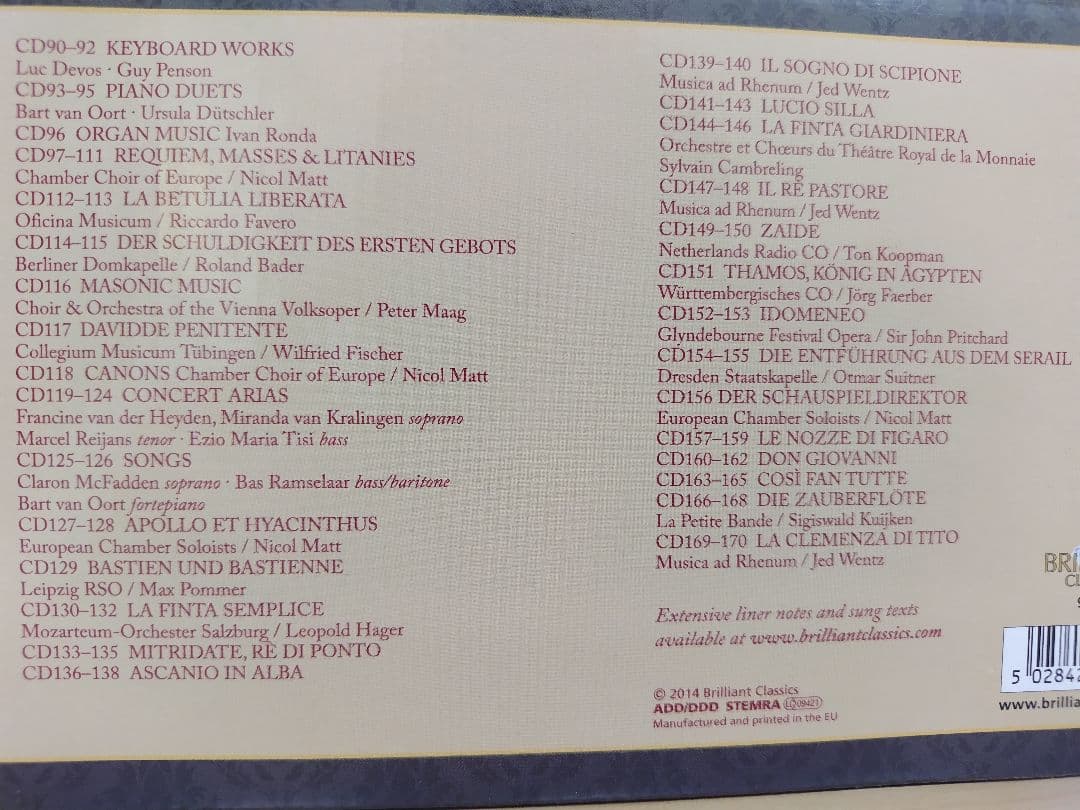 CD90–92 KEYBOARD WORKS
Luc Devos · Guy Penson
CD93–95 PIANO DUETS
Bart van Oort · Ursula Dütschler
CD96 ORGAN MUSIC Ivan Ronda
CD97–111 REQUIEM, MASSES & LITANIES
Chamber Choir of Europe / Nicol Matt
CD112–113 LA BETULIA LIBERATA
Oficina Musicum / Riccardo Favero
CD114–115 DER SCHULDIGKEIT DES ERSTEN GEBOTS
Berliner Domkapelle / Roland Bader
CD116 MASONIC MUSIC
Choir & Orchestra of the Vienna Volksoper / Peter Maag
CD117 DAVIDDE PENITENTE
Collegium Musicum Tübingen / Wilfried Fischer
CD118 CANONS Chamber Choir of Europe / Nicol Matt
CD119–124 CONCERT ARIAS
Francine van der Heyden, Miranda van Kralingen soprano
Marcel Reijans tenor · Ezio Maria Tisi bass
CD125–126 SONGS
Claron McFadden soprano · Bas Ramselaar bass/baritone
Bart van Oort fortepiano
CD127–128 APOLLO ET HYACINTHUS
European Chamber Soloists / Nicol Matt
CD129 BASTIEN UND BASTIENNE
Leipzig RSO / Max Pommer
CD130–132 LA FINTA SEMPLICE
Mozarteum-Orchester Salzburg / Leopold Hager
CD133–135 MITRIDATE, RÈ DI PONTO
CD136–138 ASCANIO IN ALBA
CD139–140 IL SOGNO DI SCIPIONE
Musica ad Rhenum / Jed Wentz
CD141–143 LUCIO SILLA
CD144–146 LA FINTA GIARDINIERA
Orchestre et Chœurs du Théâtre Royal de la Monnaie
Sylvain Cambreling
CD147–148 IL RÈ PASTORE
Musica ad Rhenum / Jed Wentz
CD149–150 ZAIDE
Netherlands Radio CO / Ton Koopman
CD151 THAMOS, KÖNIG IN ÄGYPTEN
Württembergisches CO / Jörg Faerber
CD152–153 IDOMENEO
Glyndebourne Festival Opera / Sir John Pritchard
CD154–155 DIE ENTFÜHRUNG AUS DEM SERAIL
Dresden Staatskapelle / Otmar Suitner
CD156 DER SCHAUSPIELDIREKTOR
European Chamber Soloists / Nicol Matt
CD157–159 LE NOZZE DI FIGARO
CD160–162 DON GIOVANNI
CD163–165 COSÌ FAN TUTTE
CD166–168 DIE ZAUBERFLÖTE
La Petite Bande / Sigiswald Kuijken
CD169–170 LA CLEMENZA DI TITO
Musica ad Rhenum / Jed Wentz
Extensive liner notes and sung texts
available at www.brilliantclassics.com
© 2014 Brilliant Classics
ADD/DDD STEMRA LC 09421
Manufactured and printed in the EU
BRI
5 02842
www.brillia